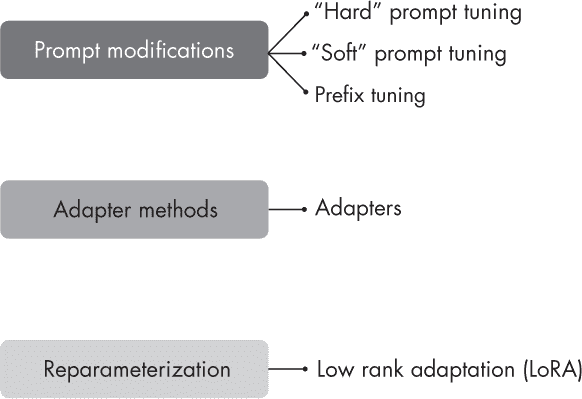 Prompt modifications
“Hard” prompt tuning
“Soft” prompt tuning
Prefix tuning
Adapter methods
Adapters
Reparameterization
Low rank adaptation (LoRA)